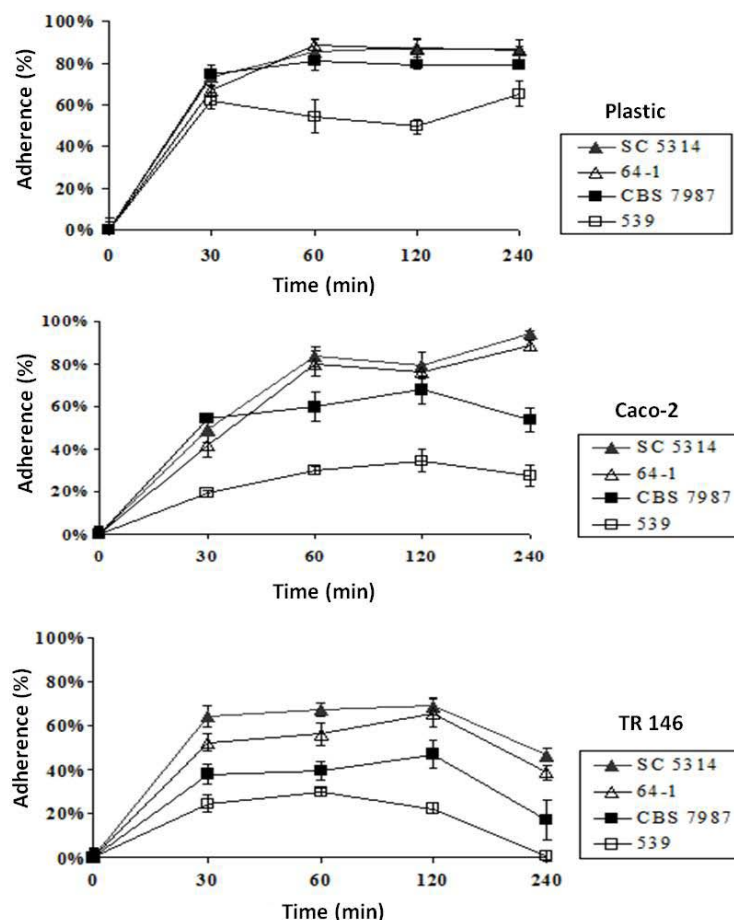 100%
80%
60%
40%
20%
0%
Adherence (%)
0 30 60 120 240
Time (min)
Plastic
SC 5314
64-1
CBS 7987
539
100%
80%
60%
40%
20%
0%
Adherence (%)
0 30 60 120 240
Time (min)
Caco-2
SC 5314
64-1
CBS 7987
539
100%
80%
60%
40%
20%
0%
Adherence (%)
0 30 60 120 240
Time (min)
TR 146
SC 5314
64-1
CBS 7987
539